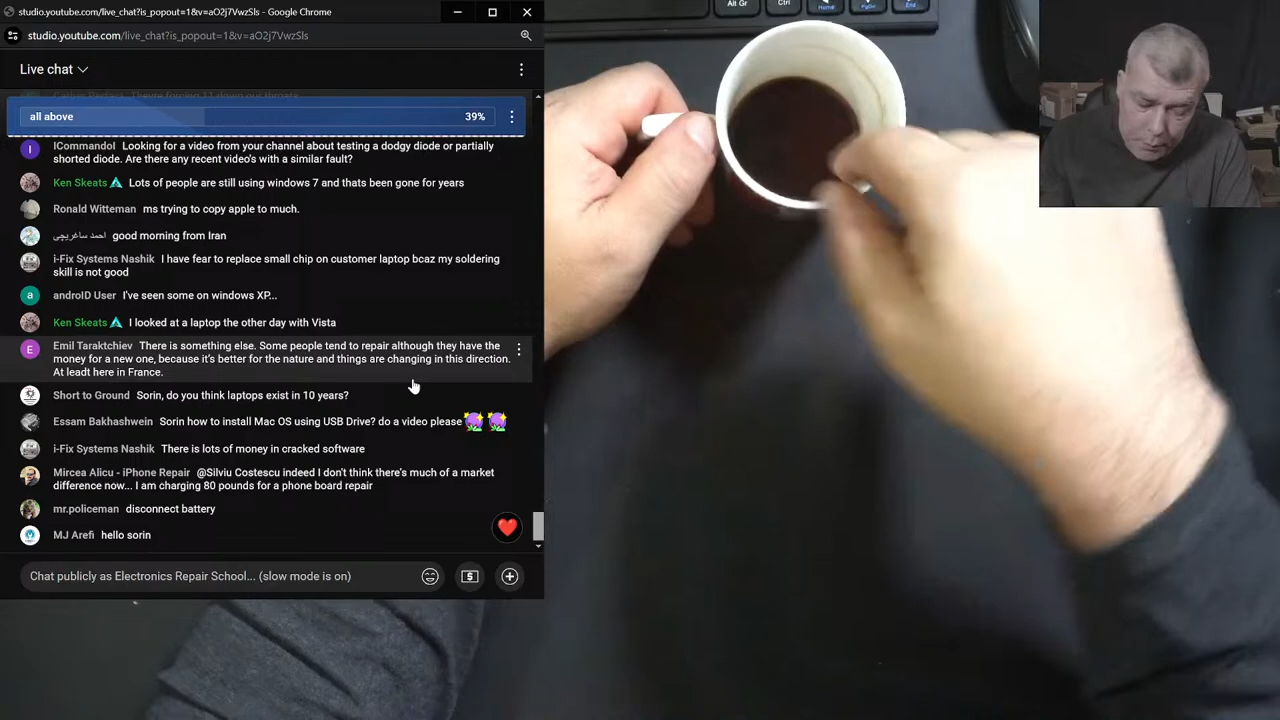 studio.youtube.com/live_chat?is_popout=1&v=aO2j7VwzSIs - Google Chrome
studio.youtube.com/live_chat?is_popout=1&v=aO2j7VwzSIs
Live chat
all above 39%
ICommandol Looking for a video from your channel about testing a dodgy diode or partially
shorted diode. Are there any recent video's with a similar fault?
Ken Skeats Lots of people are still using windows 7 and thats been gone for years
Ronald Witteman ms trying to copy apple to much.
احمد ساغریچی good morning from Iran
i-Fix Systems Nashik I have fear to replace small chip on customer laptop bcaz my soldering
skill is not good
a
androID User I've seen some on windows XP...
Ken Skeats I looked at a laptop the other day with Vista
E
Emil Taraktchiev There is something else. Some people tend to repair although they have the
money for a new one, because it's better for the nature and things are changing in this direction.
At leadt here in France.
Short to Ground Sorin, do you think laptops exist in 10 years?
Essam Bakhashwein Sorin how to install Mac OS using USB Drive? do a video please
i-Fix Systems Nashik There is lots of money in cracked software
Mircea Alicu - iPhone Repair @Silviu Costescu indeed I don't think there's much of a market
difference now... I am charging 80 pounds for a phone board repair
mr.policeman disconnect battery
MJ Arefi hello sorin
Chat publicly as Electronics Repair School... (slow mode is on)
Alt Gr
Ctrl
Home
PgDn
End